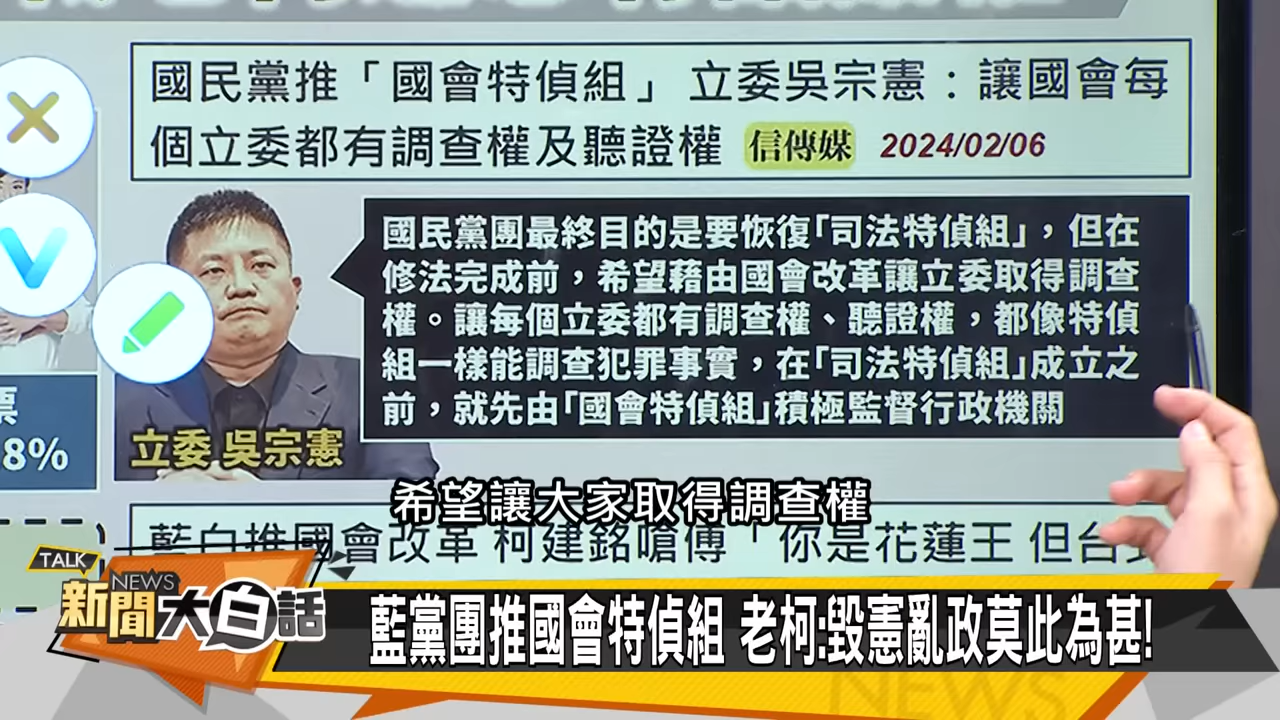 國民黨推「國會特偵組」 立委吳宗憲：讓國會每
個立委都有調查權及聽證權 信傳媒 2024/02/06
國民黨團最終目的是要恢復「司法特偵組」，但在
修法完成前，希望藉由國會改革讓立委取得調查
權。讓每個立委都有調查權、聽證權，都像特偵
組一樣能調查犯罪事實，在「司法特偵組」成立之
前，就先由「國會特偵組」積極監督行政機關
立委 吳宗憲
票
8%
希望讓大家取得調查權
藍白推國會改革 柯建銘嗆傅「你是花蓮王 但台
TALK
NEWS
新聞大白話
藍黨團推國會特偵組 老柯:毀憲亂政莫此為甚!
NEWS